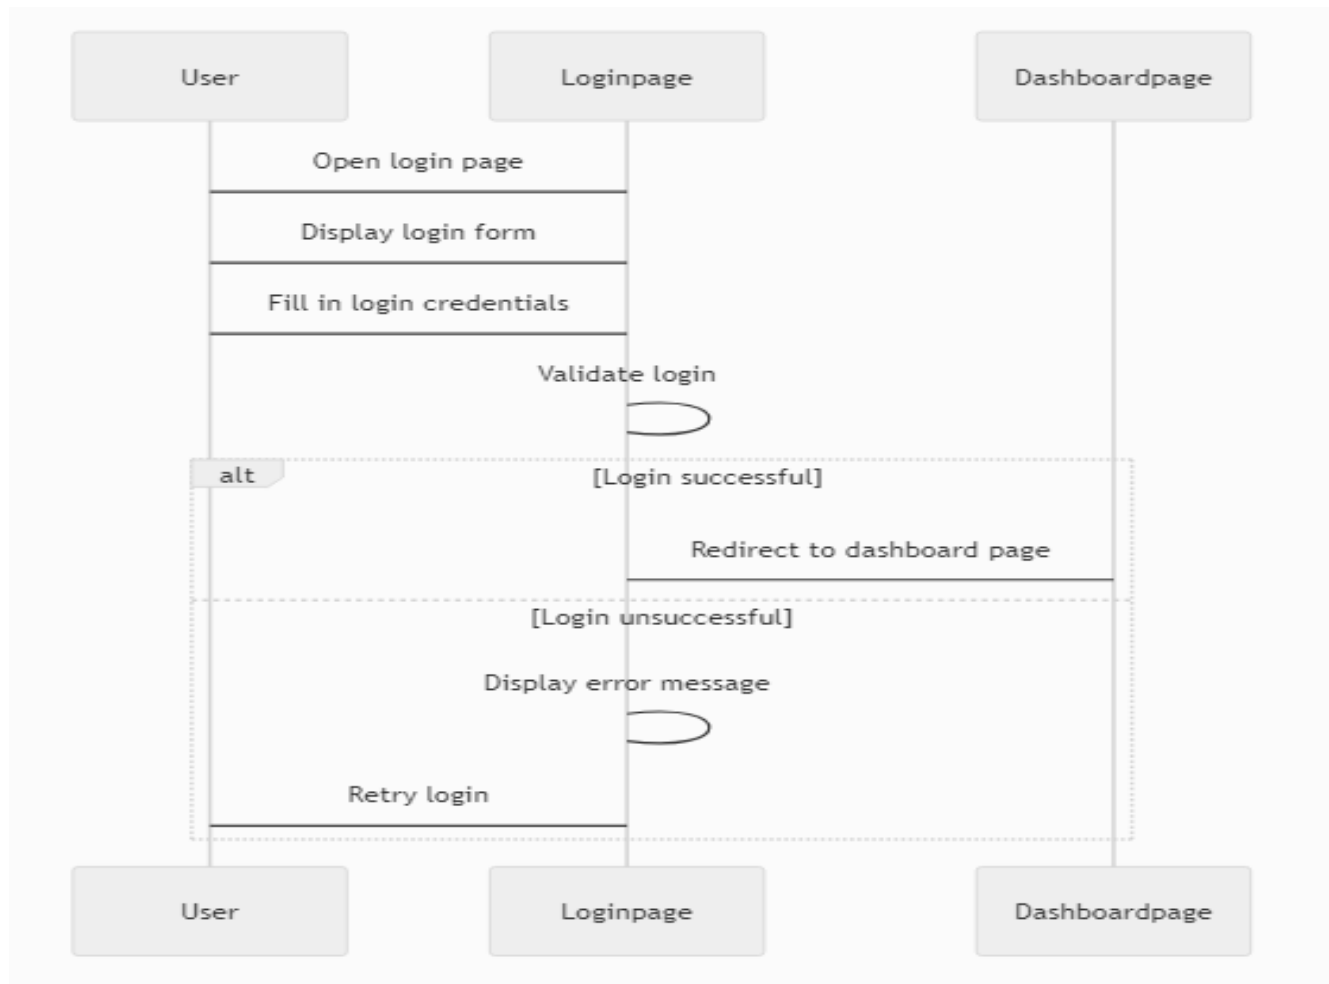 User
Loginpage
Dashboardpage
Open login page
Display login form
Fill in login credentials
Validate login
alt
[Login successful]
Redirect to dashboard page
[Login unsuccessful]
Display error message
Retry login
User
Loginpage
Dashboardpage